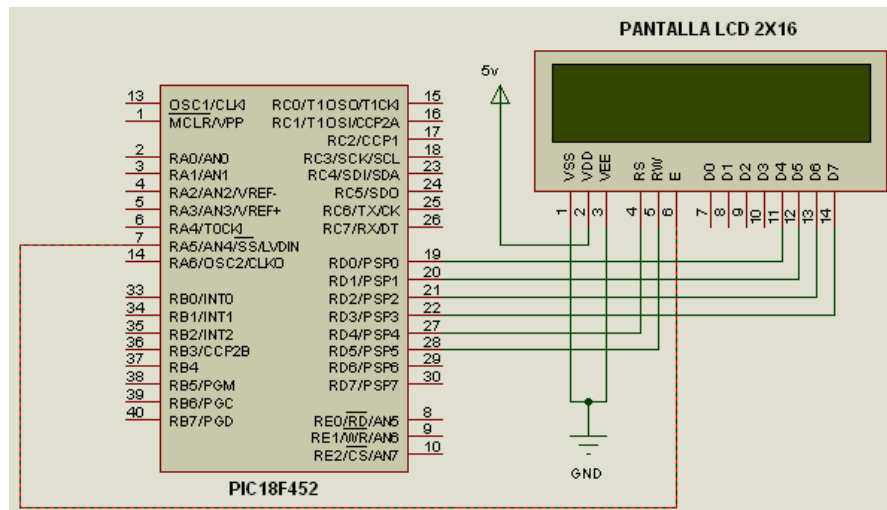 PANTALLA LCD 2X16
5v
13 OSC1/CLKI RC0/T1OSO/T1CKI 15
1 MCLR/VPP RC1/T1OSI/CCP2A 16
RC2/CCP1 17
2 RA0/AN0 RC3/SCK/SCL 18
3 RA1/AN1 RC4/SDI/SDA 23
4 RA2/AN2/VREF- RC5/SDO 24
5 RA3/AN3/VREF+ RC6/TX/CK 25
6 RA4/T0CKI RC7/RX/DT 26
7 RA5/AN4/SS/LVDIN
14 RA6/OSC2/CLKO RD0/PSP0 19
RD1/PSP1 20
33 RB0/INT0 RD2/PSP2 21
34 RB1/INT1 RD3/PSP3 22
35 RB2/INT2 RD4/PSP4 27
36 RB3/CCP2B RD5/PSP5 28
37 RB4 RD6/PSP6 29
38 RB5/PGM RD7/PSP7 30
39 RB6/PGC
40 RB7/PGD RE0/RD/AN5 8
RE1/WR/AN6 9
RE2/CS/AN7 10
PIC18F452
VSS VDD VEE RS RW E D0 D1 D2 D3 D4 D5 D6 D7
1 2 3 4 5 6 7 8 9 10 11 12 13 14
GND